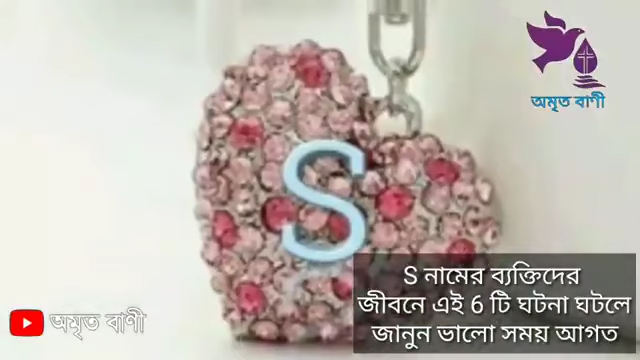 অমৃত বাণী
S
S নামের ব্যক্তিদের
জীবনে এই 6 টি ঘটনা ঘটলে
জানুন ভালো সময় আগত
অমৃত বাণী